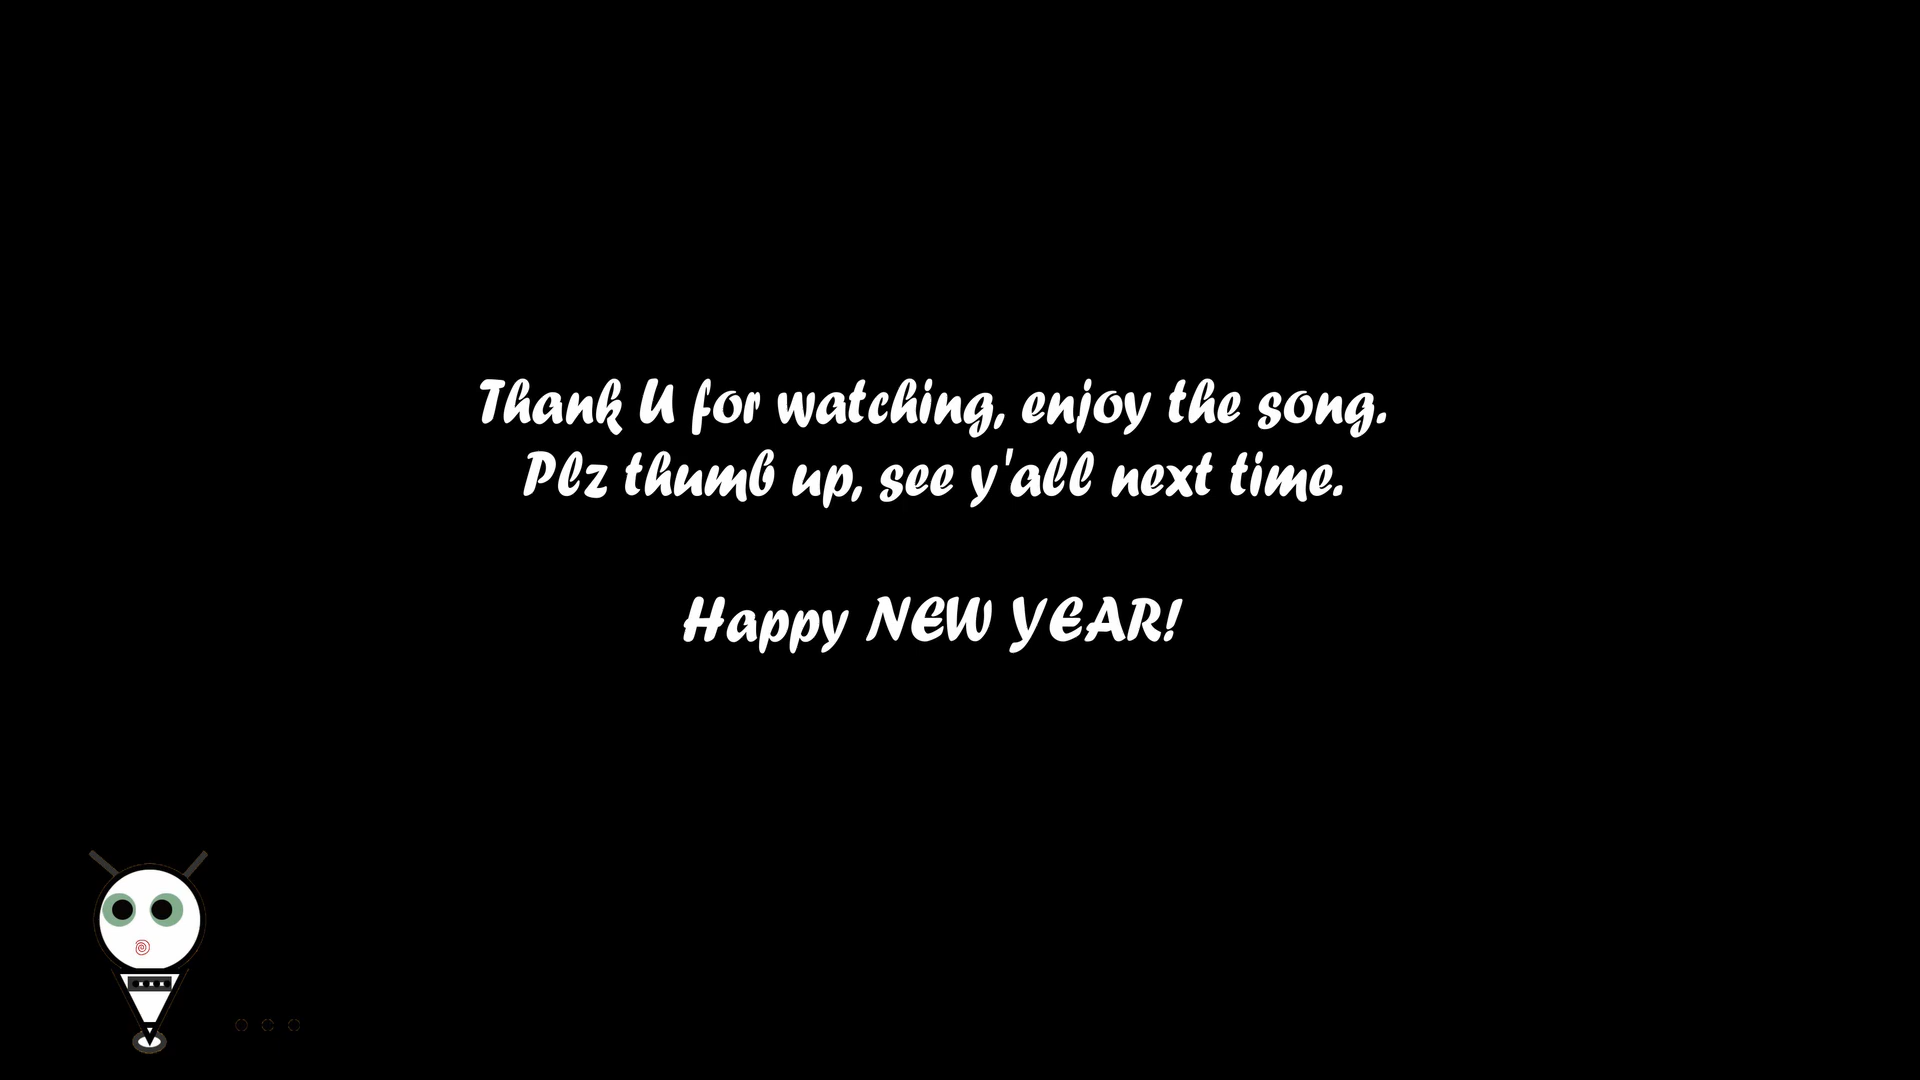 Thank U for watching, enjoy the song.
Plz thumb up, see y'all next time.
Happy NEW YEAR!